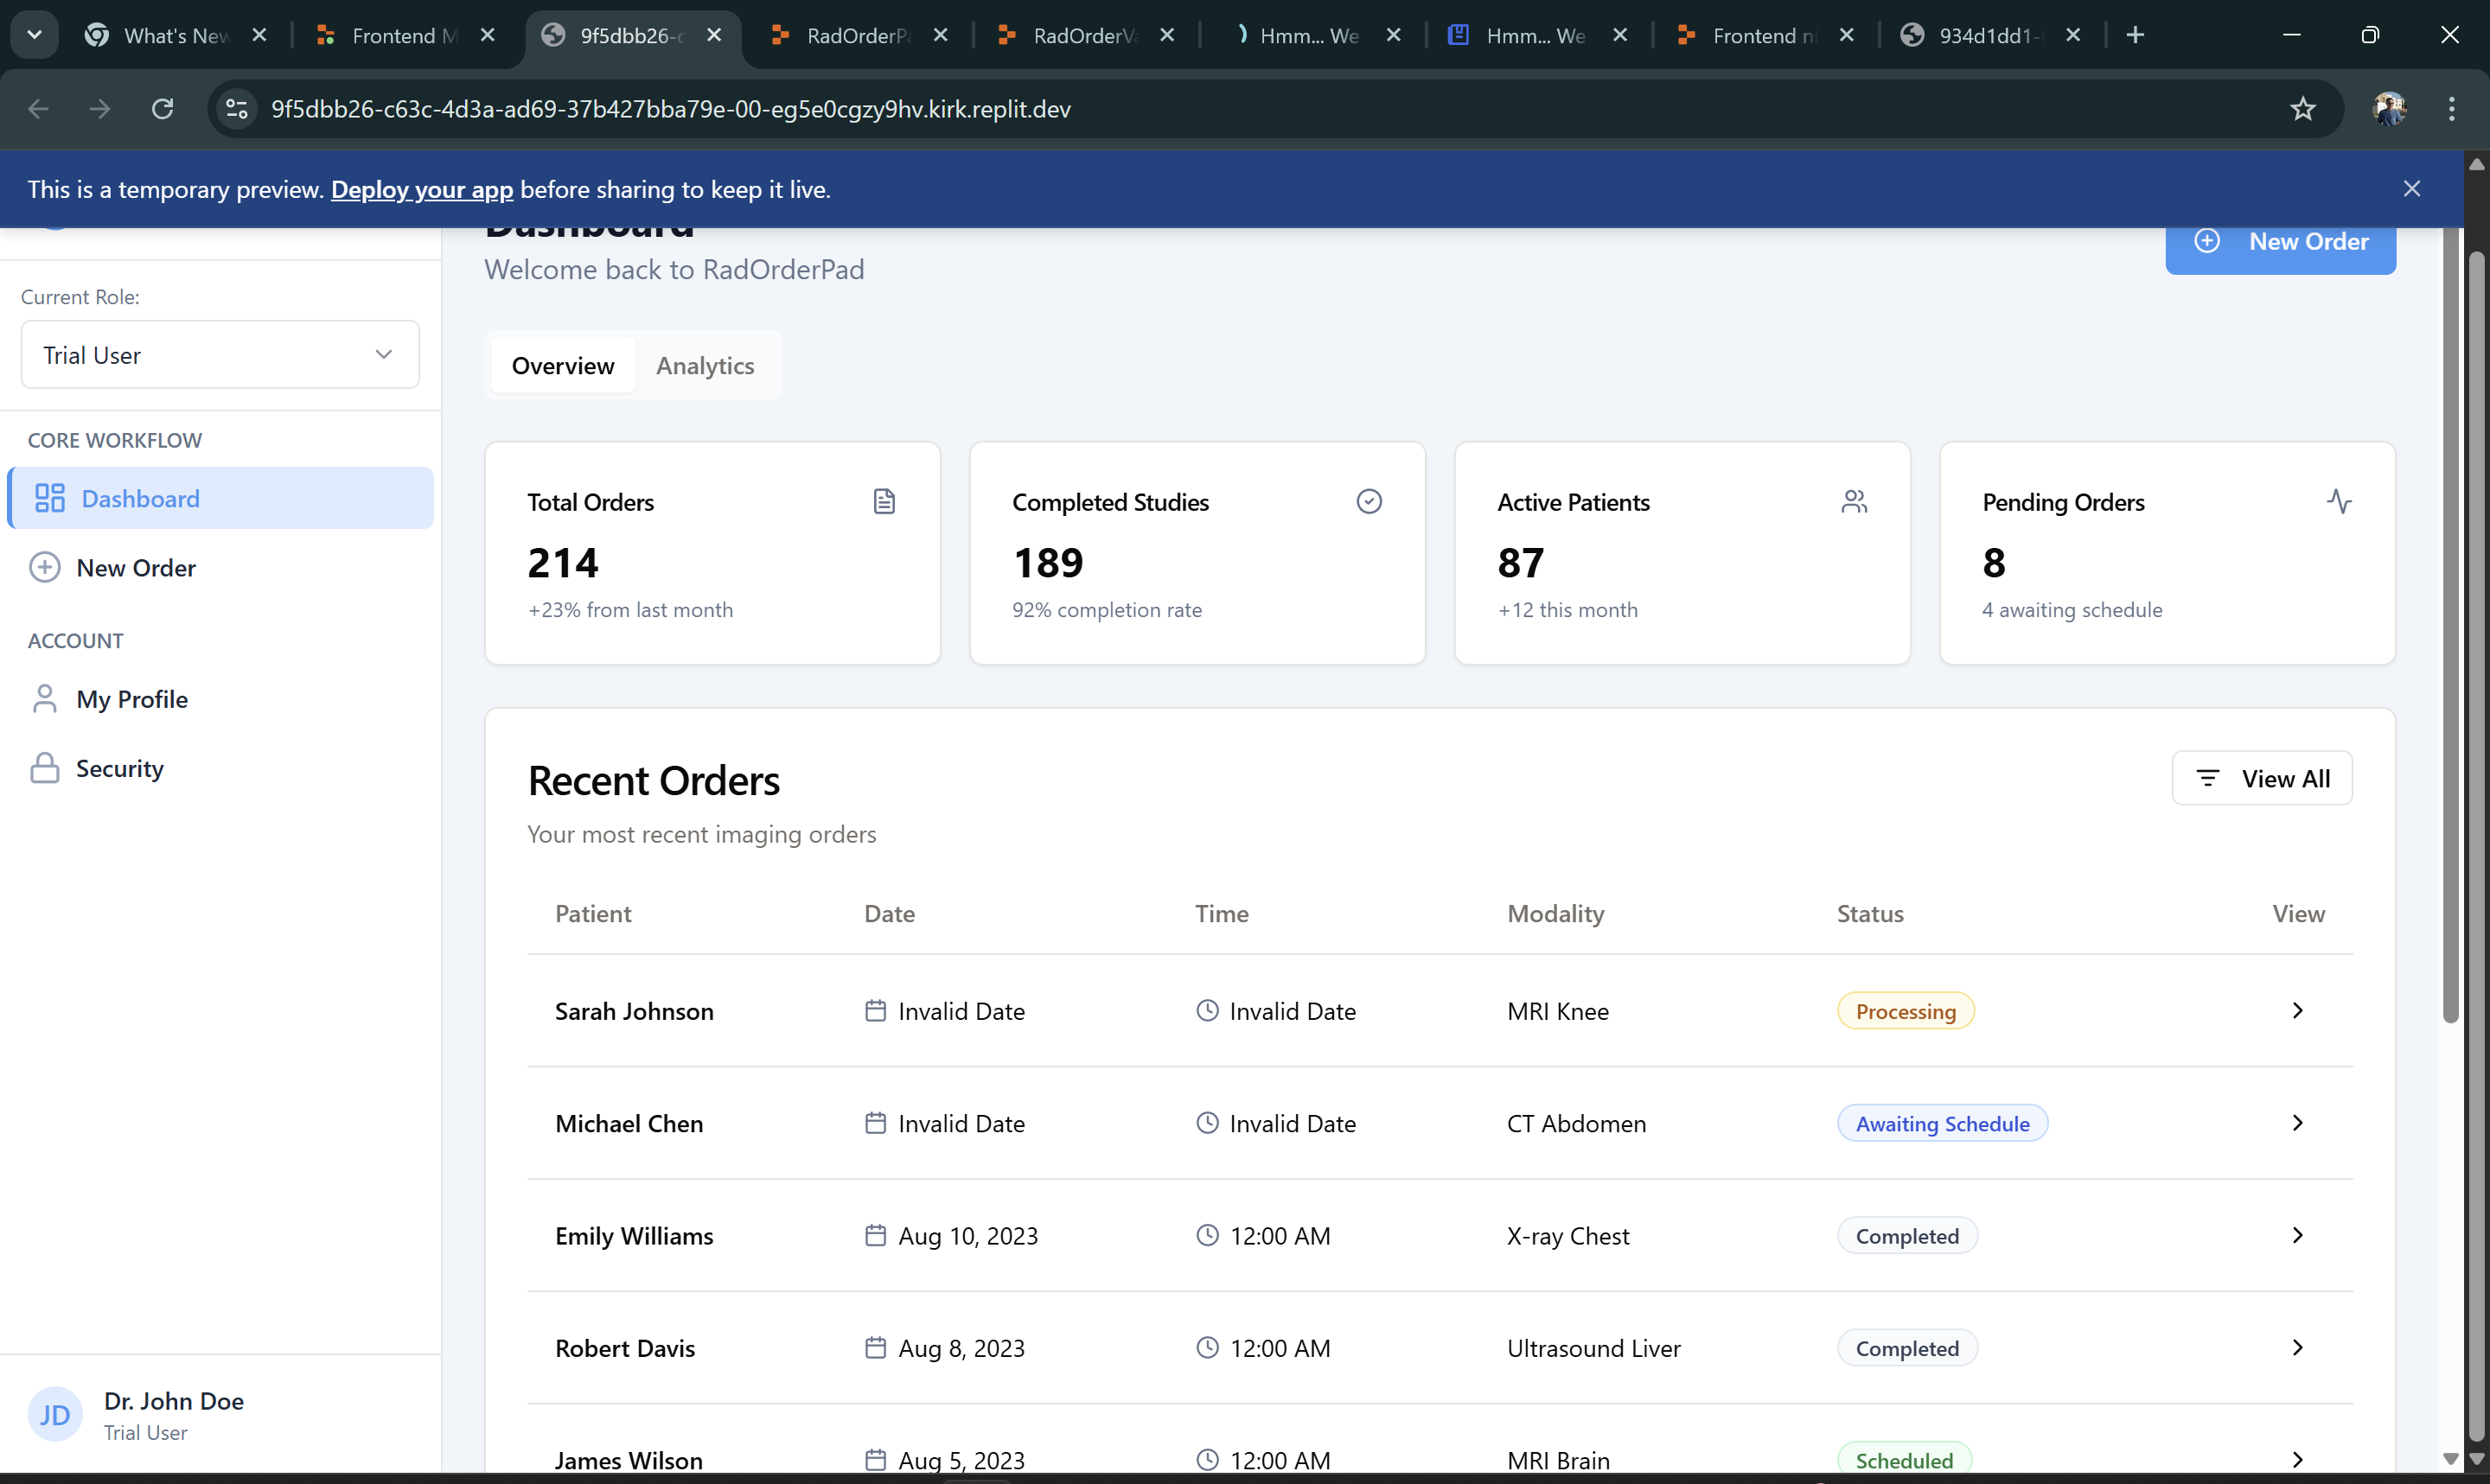 What's New
Frontend M
9f5dbb26-c
RadOrderPa
RadOrderVa
Hmm... We
Hmm... We
Frontend n
934d1dd1-
9f5dbb26-c63c-4d3a-ad69-37b427bba79e-00-eg5e0cgzy9hv.kirk.replit.dev
This is a temporary preview. Deploy your app before sharing to keep it live.
Dashboard
Welcome back to RadOrderPad
New Order
Current Role:
Trial User
CORE WORKFLOW
Dashboard
New Order
ACCOUNT
My Profile
Security
JD
Dr. John Doe
Trial User
Overview
Analytics
Total Orders
214
+23% from last month
Completed Studies
189
92% completion rate
Active Patients
87
+12 this month
Pending Orders
8
4 awaiting schedule
Recent Orders
Your most recent imaging orders
View All
Patient Date Time Modality Status View
Sarah Johnson Invalid Date Invalid Date MRI Knee Processing
Michael Chen Invalid Date Invalid Date CT Abdomen Awaiting Schedule
Emily Williams Aug 10, 2023 12:00 AM X-ray Chest Completed
Robert Davis Aug 8, 2023 12:00 AM Ultrasound Liver Completed
James Wilson Aug 5, 2023 12:00 AM MRI Brain Scheduled